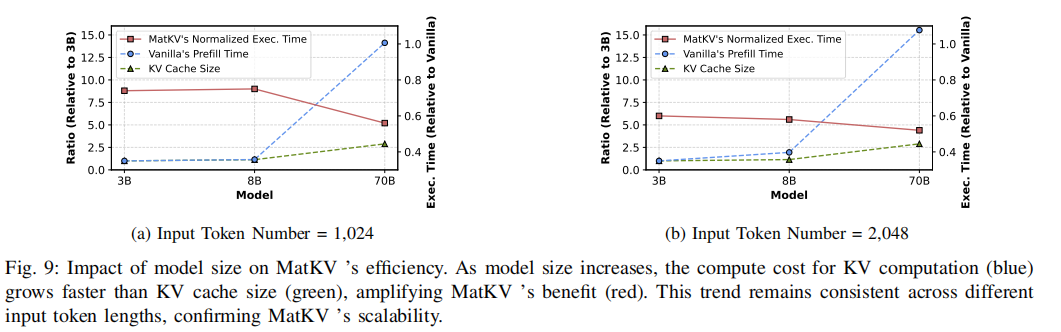 Ratio (Relative to 3B)
15.0
12.5
10.0
7.5
5.0
2.5
0.0
MatKV's Normalized Exec. Time
Vanilla's Prefill Time
KV Cache Size
1.0
0.8
0.6
0.4
Exec. Time (Relative to Vanilla)
3B 8B 70B
Model
(a) Input Token Number = 1,024
Ratio (Relative to 3B)
15.0
12.5
10.0
7.5
5.0
2.5
0.0
MatKV's Normalized Exec. Time
Vanilla's Prefill Time
KV Cache Size
1.0
0.8
0.6
0.4
Exec. Time (Relative to Vanilla)
3B 8B 70B
Model
(b) Input Token Number = 2,048
Fig. 9: Impact of model size on MatKV 's efficiency. As model size increases, the compute cost for KV computation (blue)
grows faster than KV cache size (green), amplifying MatKV 's benefit (red). This trend remains consistent across different
input token lengths, confirming MatKV 's scalability.